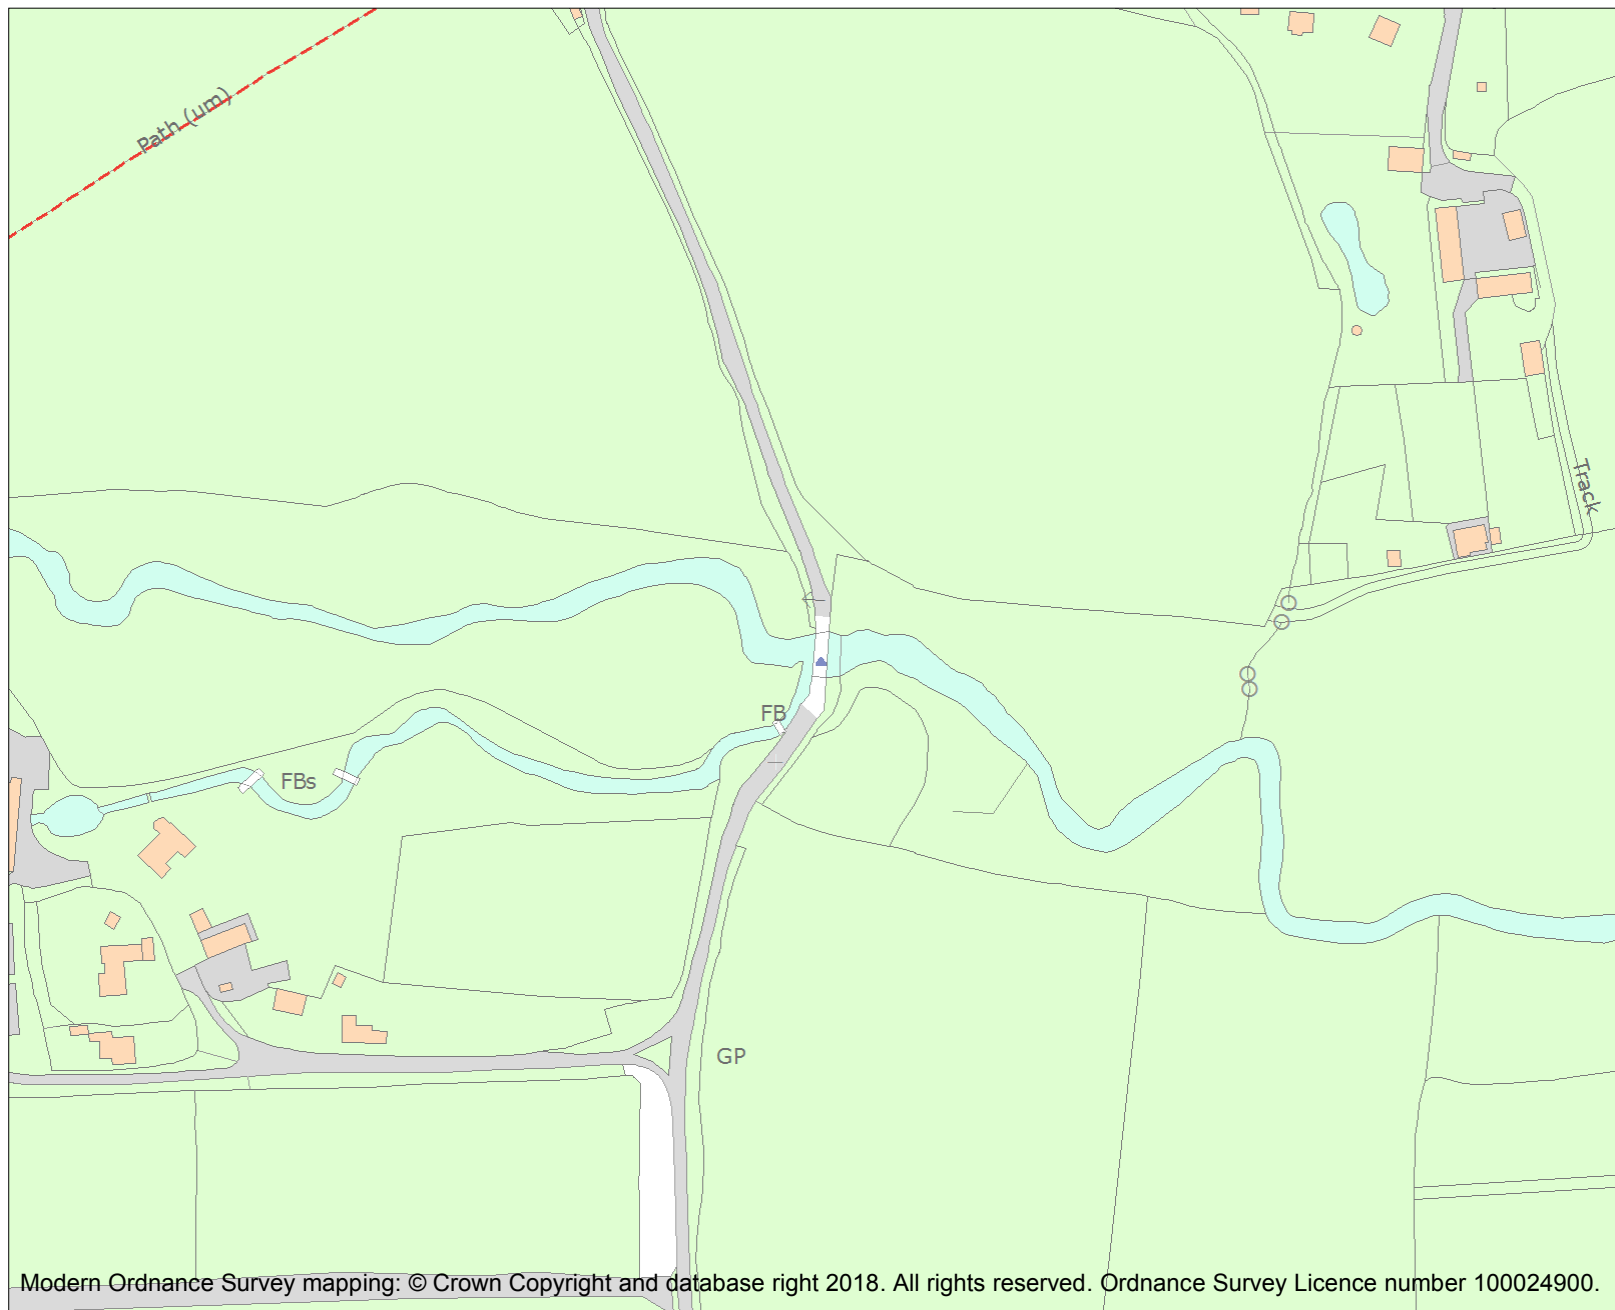 Path (um)
Track
FB
FBs
GP
Modern Ordnance Survey mapping: © Crown Copyright and database right 2018. All rights reserved. Ordnance Survey Licence number 100024900.